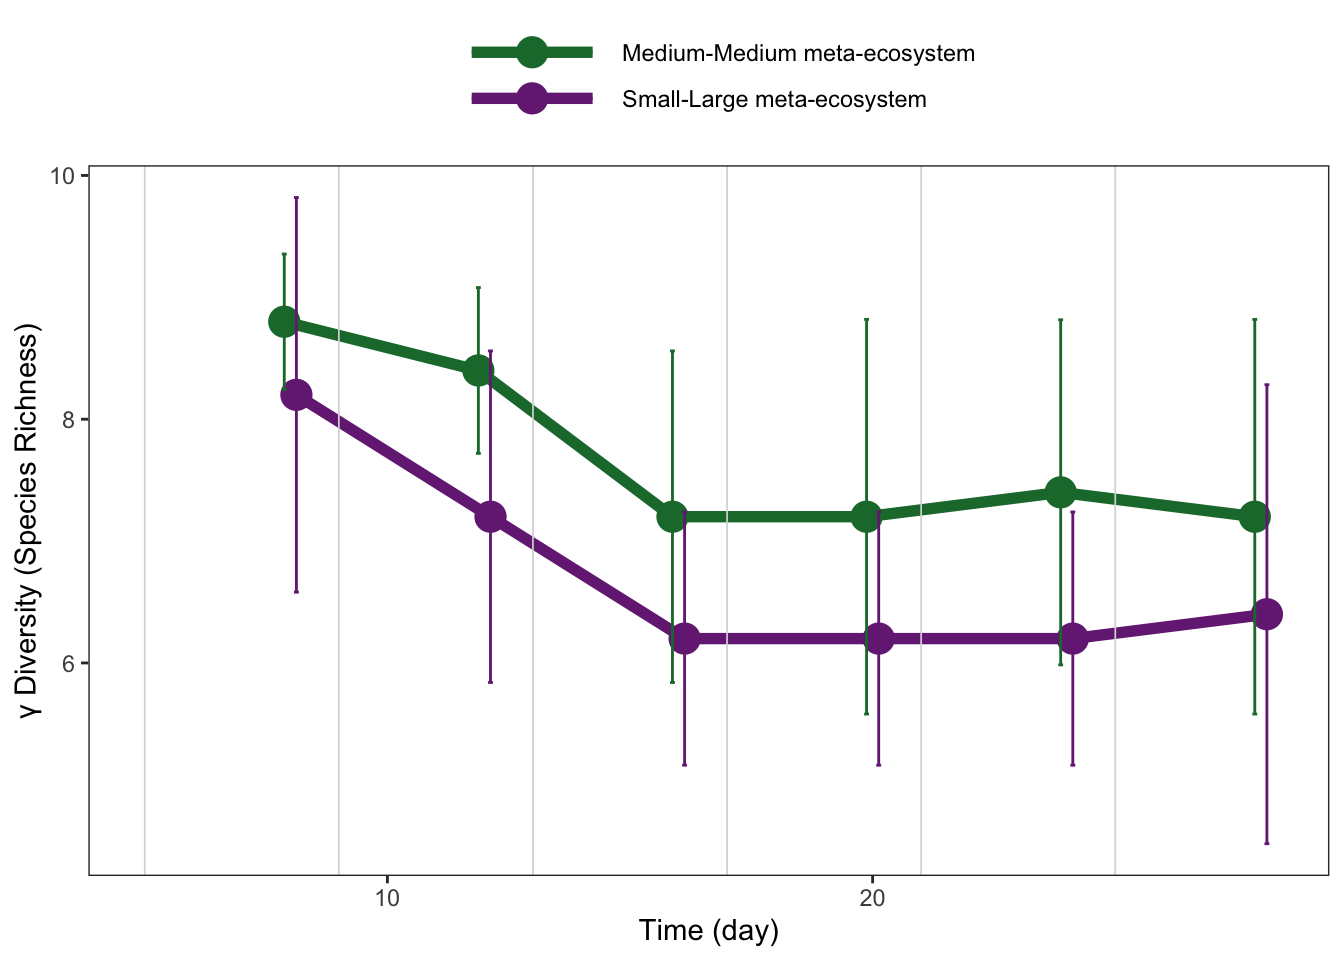 Medium-Medium meta-ecosystem
Small-Large meta-ecosystem
10
8
6
γ Diversity (Species Richness)
10 20
Time (day)